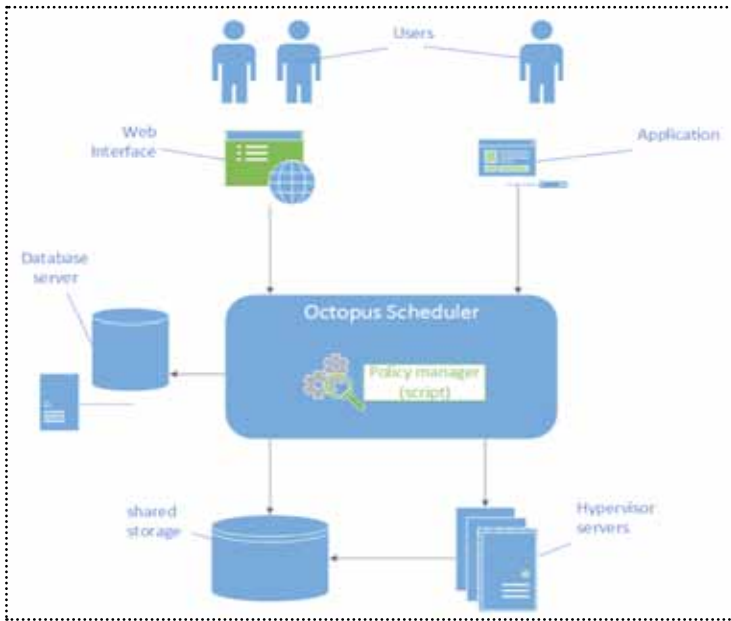 Users
Web
Interface
Application
Database
server
Octopus Scheduler
Policy manager
(script)
shared
storage
Hypervisor
servers